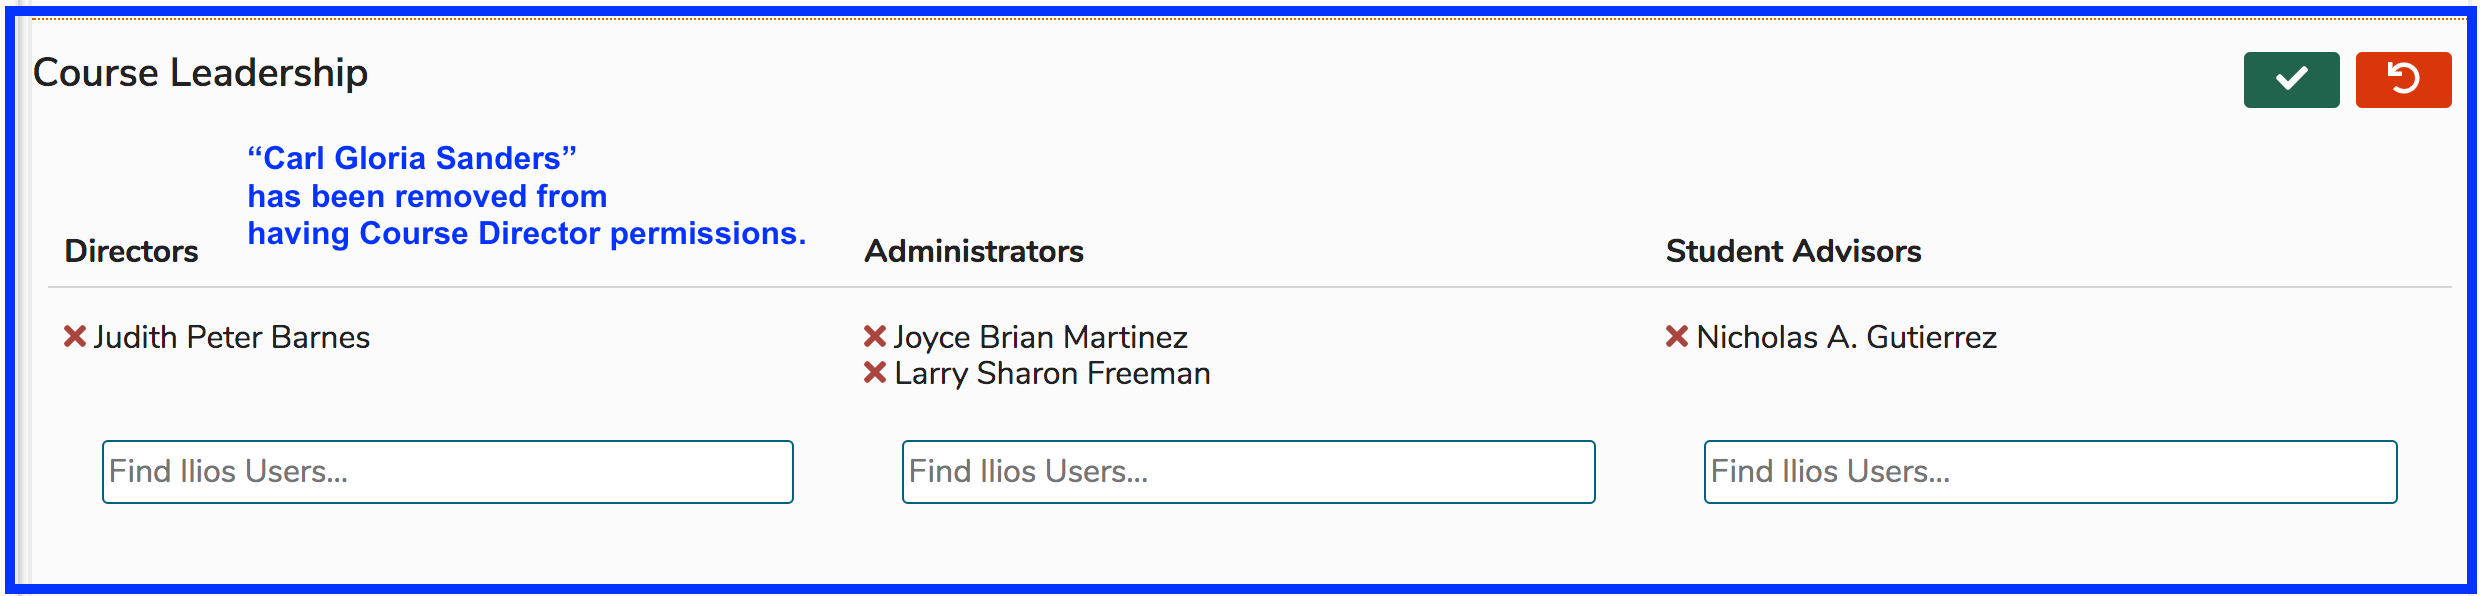 Course Leadership
“Carl Gloria Sanders”
has been removed from
having Course Director permissions.
Directors
Administrators
Student Advisors
Judith Peter Barnes
Joyce Brian Martinez
Nicholas A. Gutierrez
Larry Sharon Freeman
Find Ilios Users...
Find Ilios Users...
Find Ilios Users...